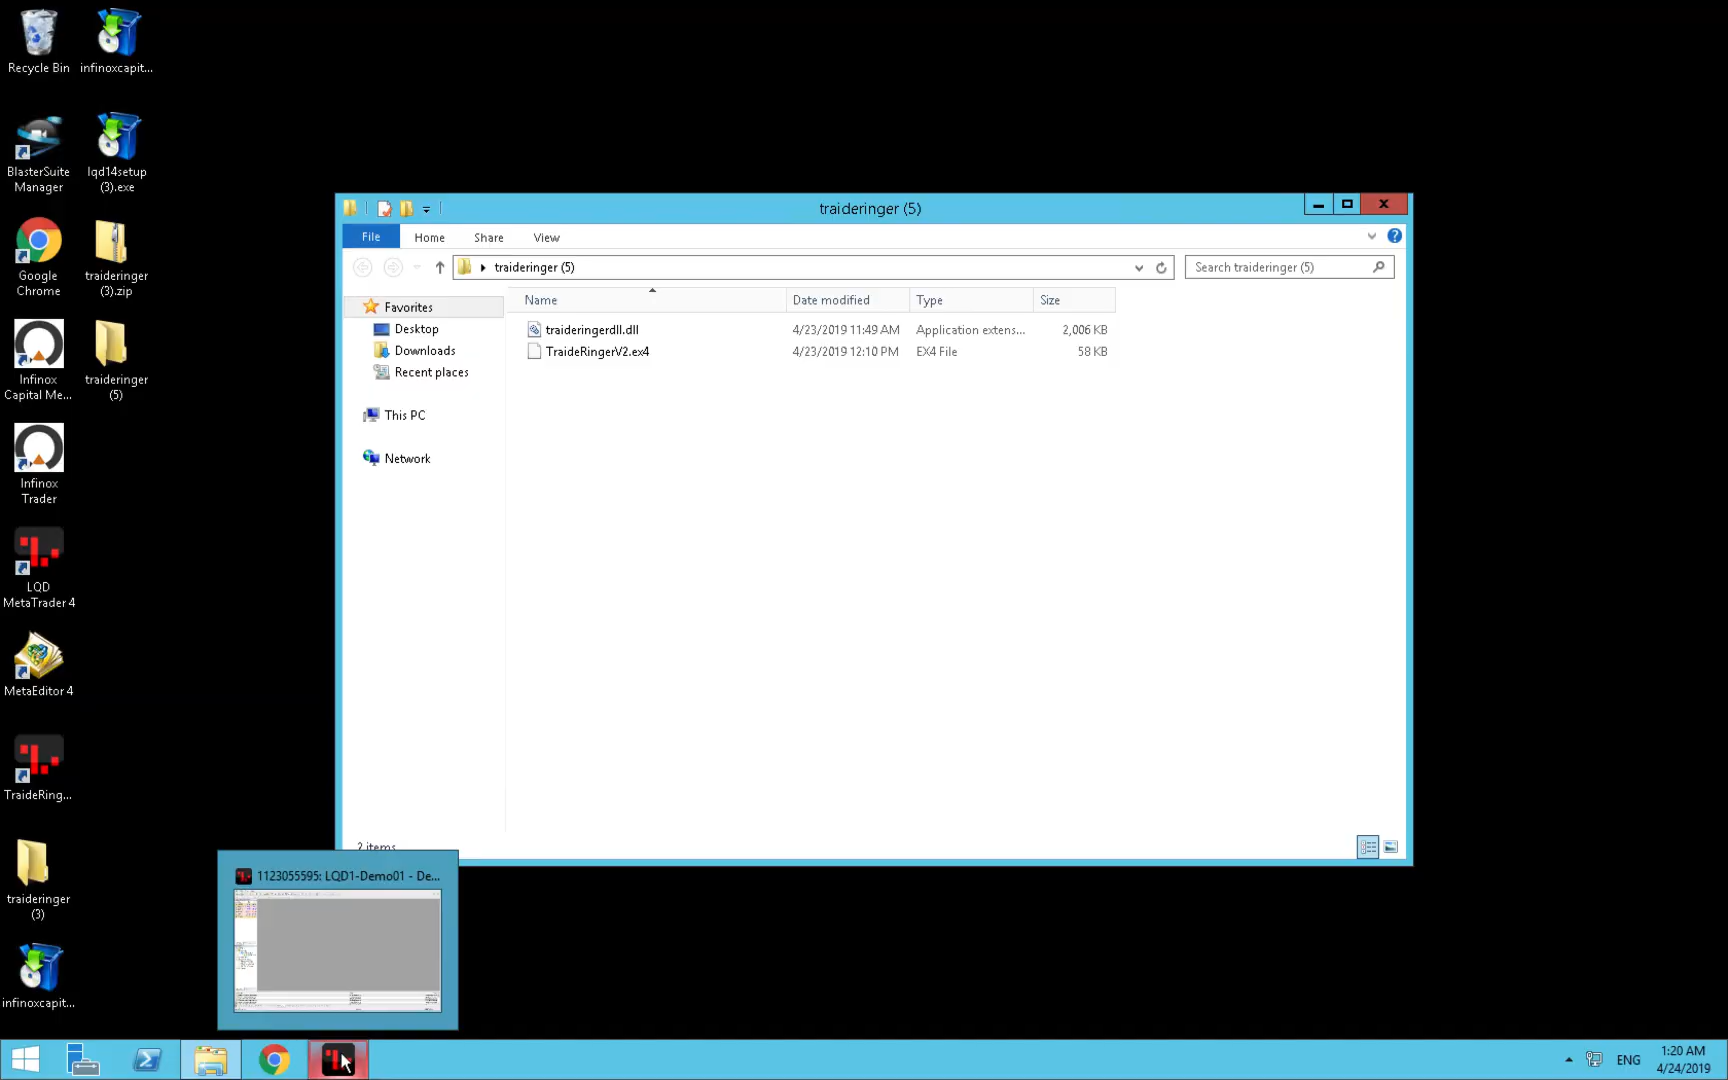 Recycle Bin
infinoxcapit...
BlasterSuite
Manager
lqd14setup
(3).exe
Google
Chrome
traideringer
(3).zip
Infinox
Capital Me...
traideringer
(5)
Infinox
Trader
LQD
MetaTrader 4
MetaEditor 4
TraideRing...
traideringer
(3)
infinoxcapit...
traideringer (5)
File
Home
Share
View
traideringer (5)
Search traideringer (5)
Name
Date modified
Type
Size
Favorites
Desktop
Downloads
Recent places
This PC
Network
traideringerdll.dll
4/23/2019 11:49 AM
Application extens...
2,006 KB
TraideRingerV2.ex4
4/23/2019 12:10 PM
EX4 File
58 KB
2 items
1123055595: LQD1-Demo01 - De...
ENG
1:20 AM
4/24/2019